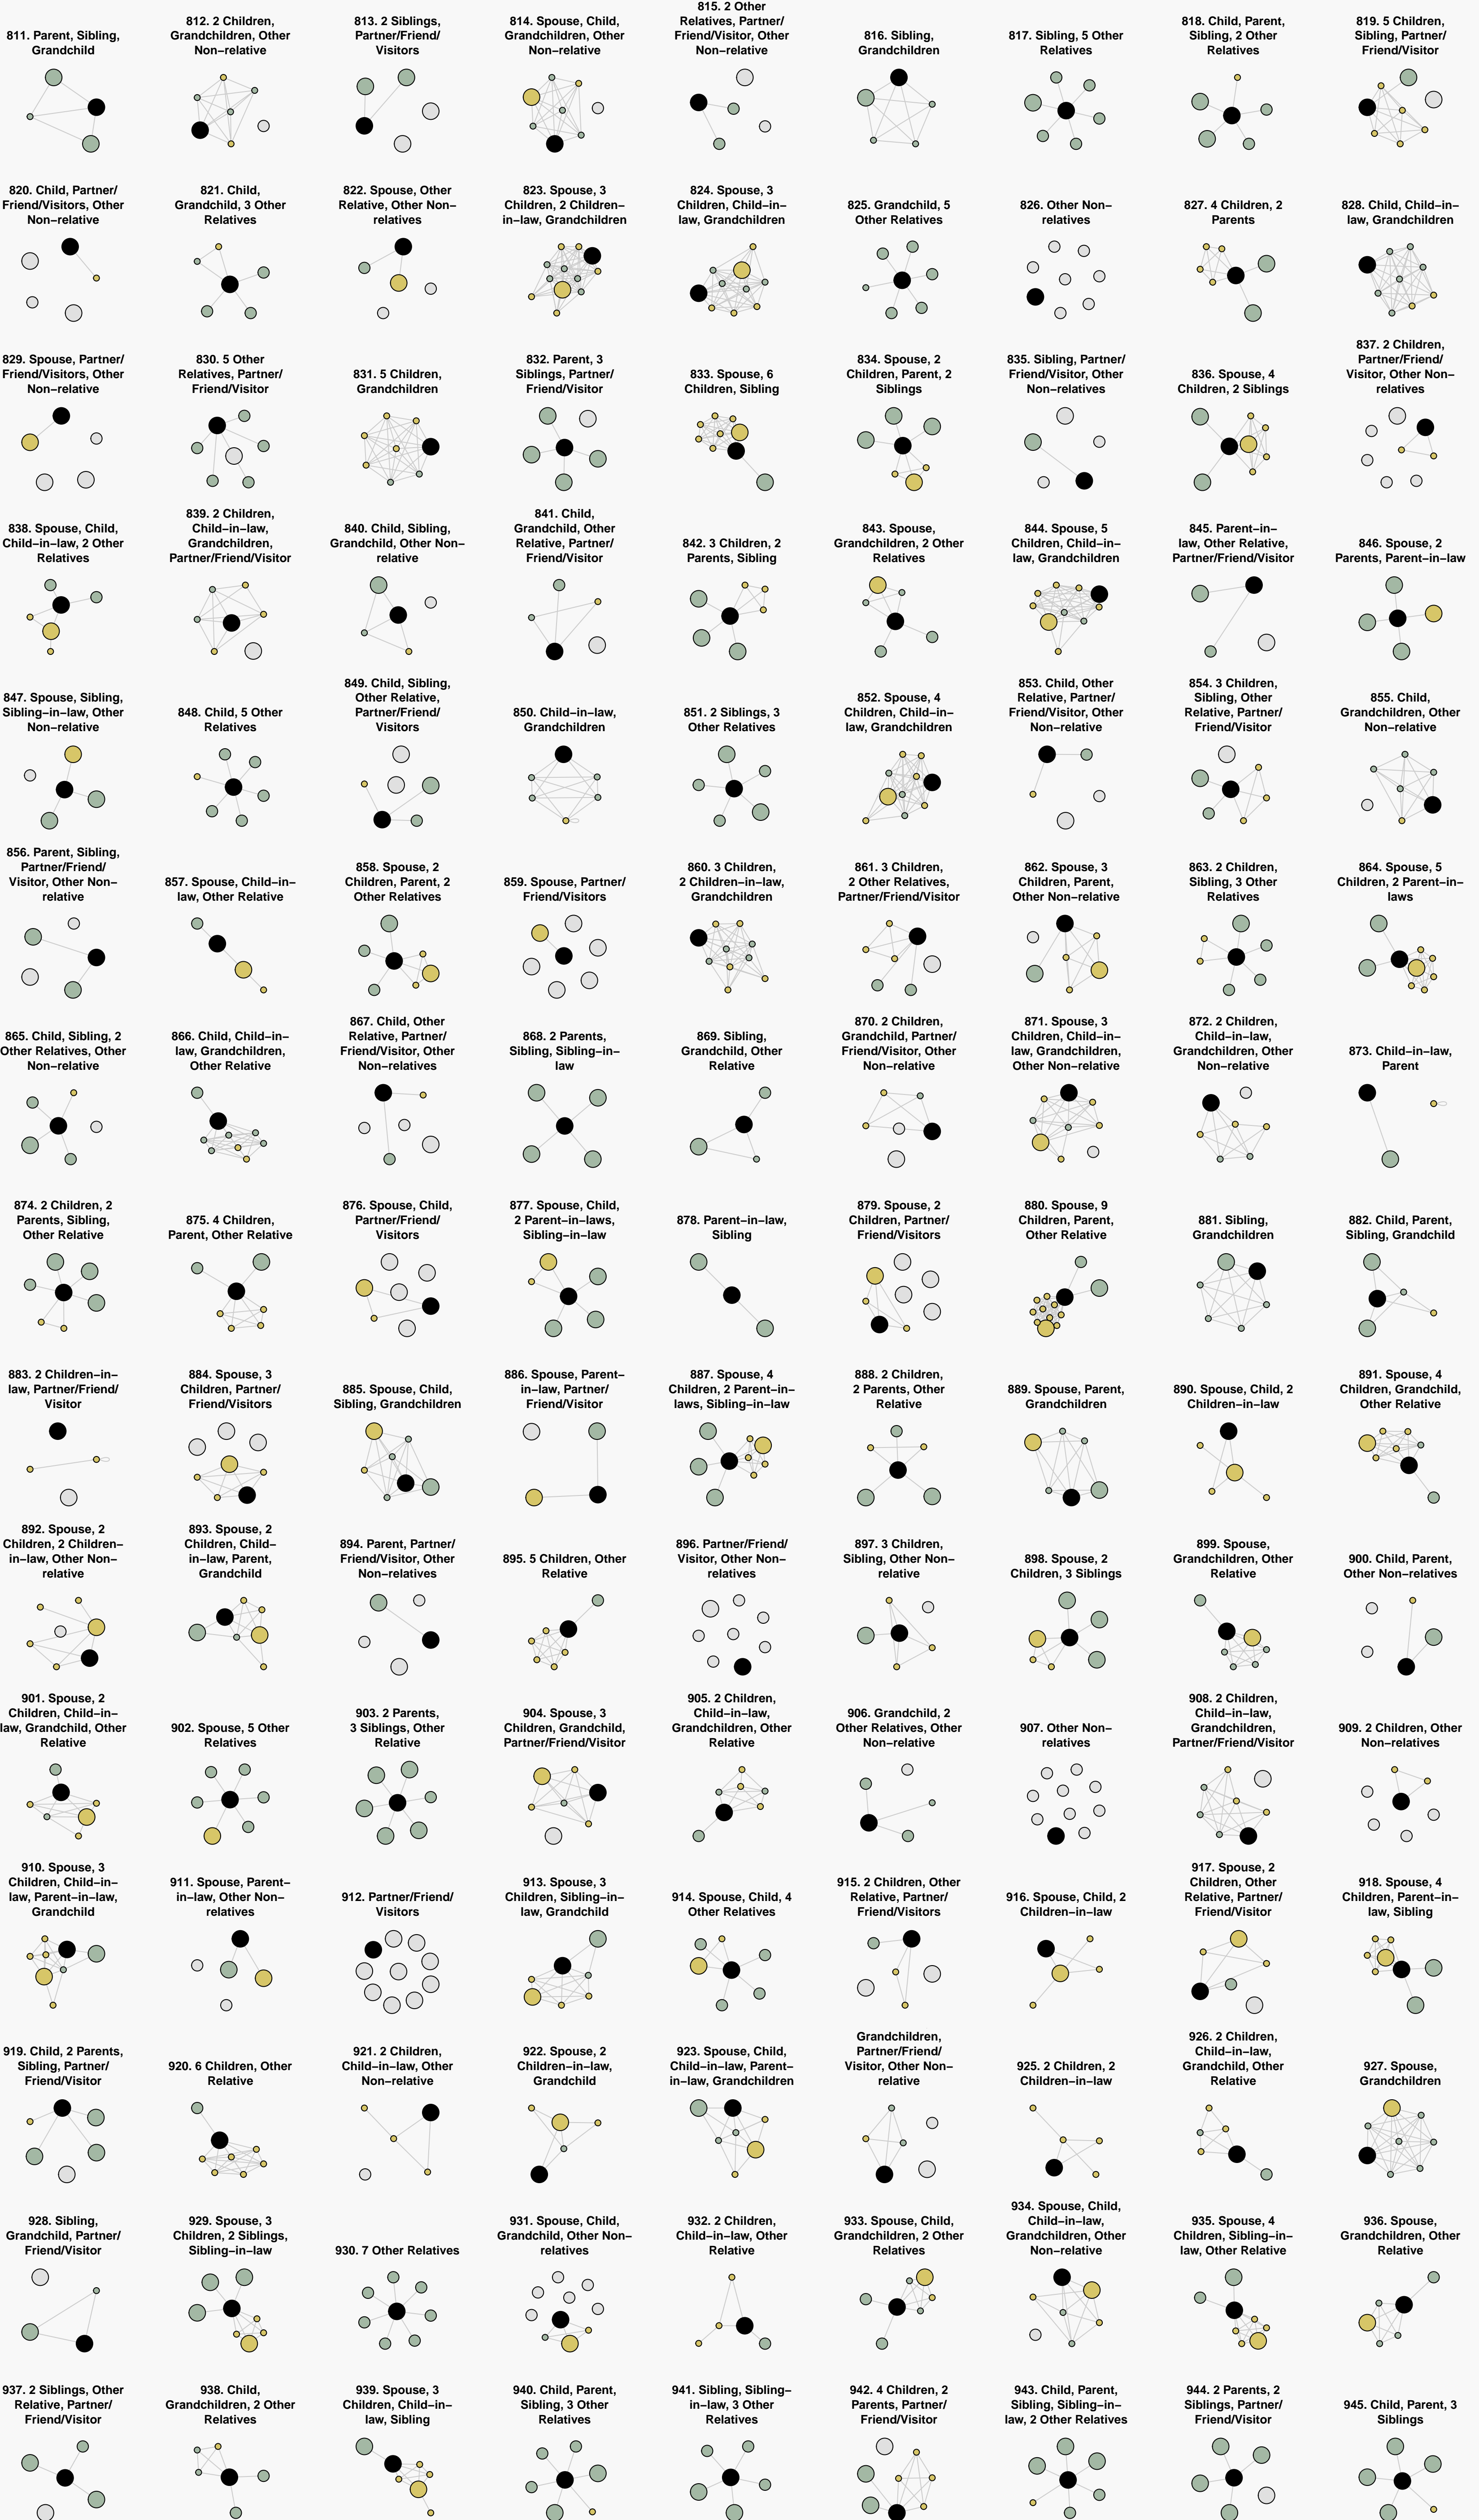 811. Parent, Sibling,
Grandchild
812. 2 Children,
Grandchildren, Other
Non−relative
813. 2 Siblings,
Partner/Friend/
Visitors
814. Spouse, Child,
Grandchildren, Other
Non−relative
815. 2 Other
Relatives, Partner/
Friend/Visitor, Other
Non−relative
816. Sibling,
Grandchildren
817. Sibling, 5 Other
Relatives
818. Child, Parent,
Sibling, 2 Other
Relatives
819. 5 Children,
Sibling, Partner/
Friend/Visitor
820. Child, Partner/
Friend/Visitors, Other
Non−relative
821. Child,
Grandchild, 3 Other
Relatives
822. Spouse, Other
Relative, Other Non−
relatives
823. Spouse, 3
Children, 2 Children−
in−law, Grandchildren
824. Spouse, 3
Children, Child−in−
law, Grandchildren
825. Grandchild, 5
Other Relatives
826. Other Non−
relatives
827. 4 Children, 2
Parents
828. Child, Child−in−
law, Grandchildren
829. Spouse, Partner/
Friend/Visitors, Other
Non−relative
830. 5 Other
Relatives, Partner/
Friend/Visitor
831. 5 Children,
Grandchildren
832. Parent, 3
Siblings, Partner/
Friend/Visitor
833. Spouse, 6
Children, Sibling
834. Spouse, 2
Children, Parent, 2
Siblings
835. Sibling, Partner/
Friend/Visitor, Other
Non−relatives
836. Spouse, 4
Children, 2 Siblings
837. 2 Children,
Partner/Friend/
Visitor, Other Non−
relatives
838. Spouse, Child,
Child−in−law, 2 Other
Relatives
839. 2 Children,
Child−in−law,
Grandchildren,
Partner/Friend/Visitor
840. Child, Sibling,
Grandchild, Other Non−
relative
841. Child,
Grandchild, Other
Relative, Partner/
Friend/Visitor
842. 3 Children, 2
Parents, Sibling
843. Spouse,
Grandchildren, 2 Other
Relatives
844. Spouse, 5
Children, Child−in−
law, Grandchildren
845. Parent−in−
law, Other Relative,
Partner/Friend/Visitor
846. Spouse, 2
Parents, Parent−in−law
847. Spouse, Sibling,
Sibling−in−law, Other
Non−relative
848. Child, 5 Other
Relatives
849. Child, Sibling,
Other Relative,
Partner/Friend/
Visitors
850. Child−in−law,
Grandchildren
851. 2 Siblings, 3
Other Relatives
852. Spouse, 4
Children, Child−in−
law, Grandchildren
853. Child, Other
Relative, Partner/
Friend/Visitor, Other
Non−relative
854. 3 Children,
Sibling, Other
Relative, Partner/
Friend/Visitor
855. Child,
Grandchildren, Other
Non−relative
856. Parent, Sibling,
Partner/Friend/
Visitor, Other Non−
relative
857. Spouse, Child−in−
law, Other Relative
858. Spouse, 2
Children, Parent, 2
Other Relatives
859. Spouse, Partner/
Friend/Visitors
860. 3 Children,
2 Children−in−law,
Grandchildren
861. 3 Children,
2 Other Relatives,
Partner/Friend/Visitor
862. Spouse, 3
Children, Parent,
Other Non−relative
863. 2 Children,
Sibling, 3 Other
Relatives
864. Spouse, 5
Children, 2 Parent−in−
laws
865. Child, Sibling, 2
Other Relatives, Other
Non−relative
866. Child, Child−in−
law, Grandchildren,
Other Relative
867. Child, Other
Relative, Partner/
Friend/Visitor, Other
Non−relatives
868. 2 Parents,
Sibling, Sibling−in−
law
869. Sibling,
Grandchild, Other
Relative
870. 2 Children,
Grandchild, Partner/
Friend/Visitor, Other
Non−relative
871. Spouse, 3
Children, Child−in−
law, Grandchildren,
Other Non−relative
872. 2 Children,
Child−in−law,
Grandchildren, Other
Non−relative
873. Child−in−law,
Parent
874. 2 Children, 2
Parents, Sibling,
Other Relative
875. 4 Children,
Parent, Other Relative
876. Spouse, Child,
Partner/Friend/
Visitors
877. Spouse, Child,
2 Parent−in−laws,
Sibling−in−law
878. Parent−in−law,
Sibling
879. Spouse, 2
Children, Partner/
Friend/Visitors
880. Spouse, 9
Children, Parent,
Other Relative
881. Sibling,
Grandchildren
882. Child, Parent,
Sibling, Grandchild
883. 2 Children−in−
law, Partner/Friend/
Visitor
884. Spouse, 3
Children, Partner/
Friend/Visitors
885. Spouse, Child,
Sibling, Grandchildren
886. Spouse, Parent−
in−law, Partner/
Friend/Visitor
887. Spouse, 4
Children, 2 Parent−in−
laws, Sibling−in−law
888. 2 Children,
2 Parents, Other
Relative
889. Spouse, Parent,
Grandchildren
890. Spouse, Child, 2
Children−in−law
891. Spouse, 4
Children, Grandchild,
Other Relative
892. Spouse, 2
Children, 2 Children−
in−law, Other Non−
relative
893. Spouse, 2
Children, Child−
in−law, Parent,
Grandchild
894. Parent, Partner/
Friend/Visitor, Other
Non−relatives
895. 5 Children, Other
Relative
896. Partner/Friend/
Visitor, Other Non−
relatives
897. 3 Children,
Sibling, Other Non−
relative
898. Spouse, 2
Children, 3 Siblings
899. Spouse,
Grandchildren, Other
Relative
900. Child, Parent,
Other Non−relatives
901. Spouse, 2
Children, Child−in−
law, Grandchild, Other
Relative
902. Spouse, 5 Other
Relatives
903. 2 Parents,
3 Siblings, Other
Relative
904. Spouse, 3
Children, Grandchild,
Partner/Friend/Visitor
905. 2 Children,
Child−in−law,
Grandchildren, Other
Relative
906. Grandchild, 2
Other Relatives, Other
Non−relative
907. Other Non−
relatives
908. 2 Children,
Child−in−law,
Grandchildren,
Partner/Friend/Visitor
909. 2 Children, Other
Non−relatives
910. Spouse, 3
Children, Child−in−
law, Parent−in−law,
Grandchild
911. Spouse, Parent−
in−law, Other Non−
relatives
912. Partner/Friend/
Visitors
913. Spouse, 3
Children, Sibling−in−
law, Grandchild
914. Spouse, Child, 4
Other Relatives
915. 2 Children, Other
Relative, Partner/
Friend/Visitors
916. Spouse, Child, 2
Children−in−law
917. Spouse, 2
Children, Other
Relative, Partner/
Friend/Visitor
918. Spouse, 4
Children, Parent−in−
law, Sibling
919. Child, 2 Parents,
Sibling, Partner/
Friend/Visitor
920. 6 Children, Other
Relative
921. 2 Children,
Child−in−law, Other
Non−relative
922. Spouse, 2
Children−in−law,
Grandchild
923. Spouse, Child,
Child−in−law, Parent−
in−law, Grandchildren
Grandchildren,
Partner/Friend/
Visitor, Other Non−
relative
925. 2 Children, 2
Children−in−law
926. 2 Children,
Child−in−law,
Grandchild, Other
Relative
927. Spouse,
Grandchildren
928. Sibling,
Grandchild, Partner/
Friend/Visitor
929. Spouse, 3
Children, 2 Siblings,
Sibling−in−law
930. 7 Other Relatives
931. Spouse, Child,
Grandchild, Other Non−
relatives
932. 2 Children,
Child−in−law, Other
Relative
933. Spouse, Child,
Grandchildren, 2 Other
Relatives
934. Spouse, Child,
Child−in−law,
Grandchildren, Other
Non−relative
935. Spouse, 4
Children, Sibling−in−
law, Other Relative
936. Spouse,
Grandchildren, Other
Relative
937. 2 Siblings, Other
Relative, Partner/
Friend/Visitor
938. Child,
Grandchildren, 2 Other
Relatives
939. Spouse, 3
Children, Child−in−
law, Sibling
940. Child, Parent,
Sibling, 3 Other
Relatives
941. Sibling, Sibling−
in−law, 3 Other
Relatives
942. 4 Children, 2
Parents, Partner/
Friend/Visitor
943. Child, Parent,
Sibling, Sibling−in−
law, 2 Other Relatives
944. 2 Parents, 2
Siblings, Partner/
Friend/Visitor
945. Child, Parent, 3
Siblings